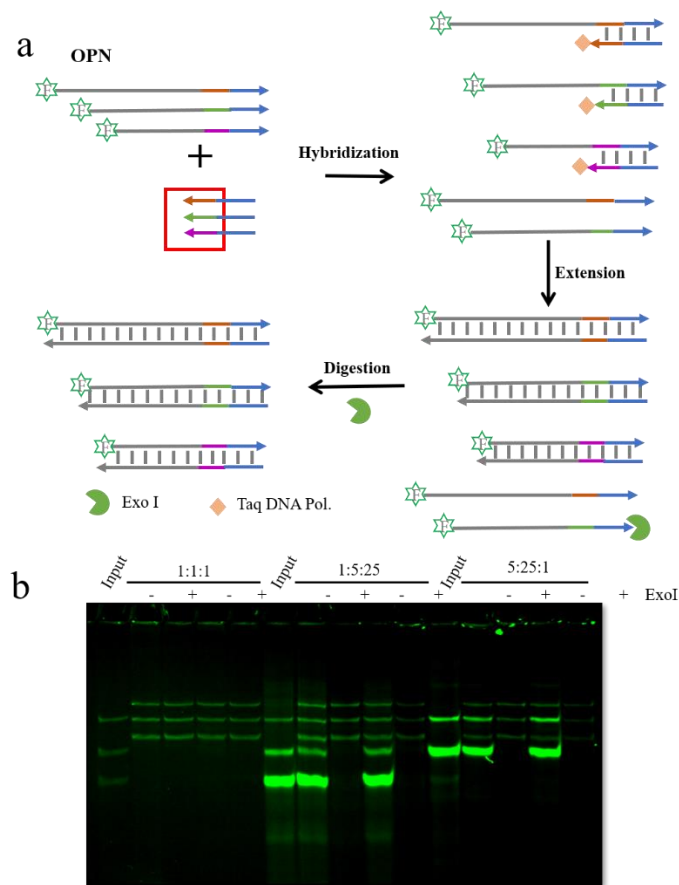 a
OPN
F
F
F
+
Hybridization
F
F
F
F
F
Extension
F
F
F
Digestion
F
F
F
F
F
Exo I
Taq DNA Pol.
b
Input 1:1:1 Input 1:5:25 Input 5:25:1
- + - + - + - + - + - + ExoI